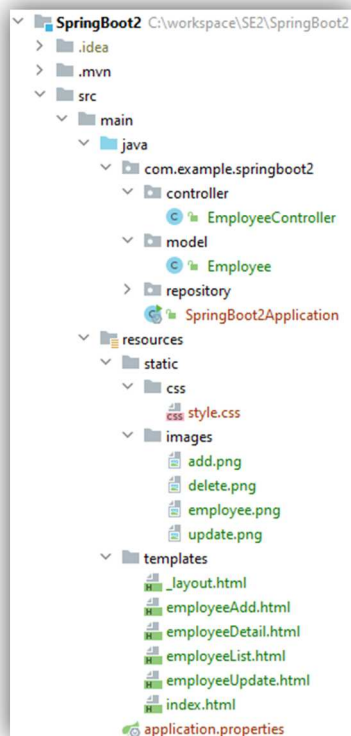 SpringBoot2 C:\workspace\SE2\SpringBoot2
.idea
.mvn
src
main
java
com.example.springboot2
controller
C EmployeeController
model
C Employee
repository
SpringBoot2Application
resources
static
css
css style.css
images
add.png
delete.png
employee.png
update.png
templates
H _layout.html
H employeeAdd.html
H employeeDetail.html
H employeeList.html
H employeeUpdate.html
H index.html
application.properties